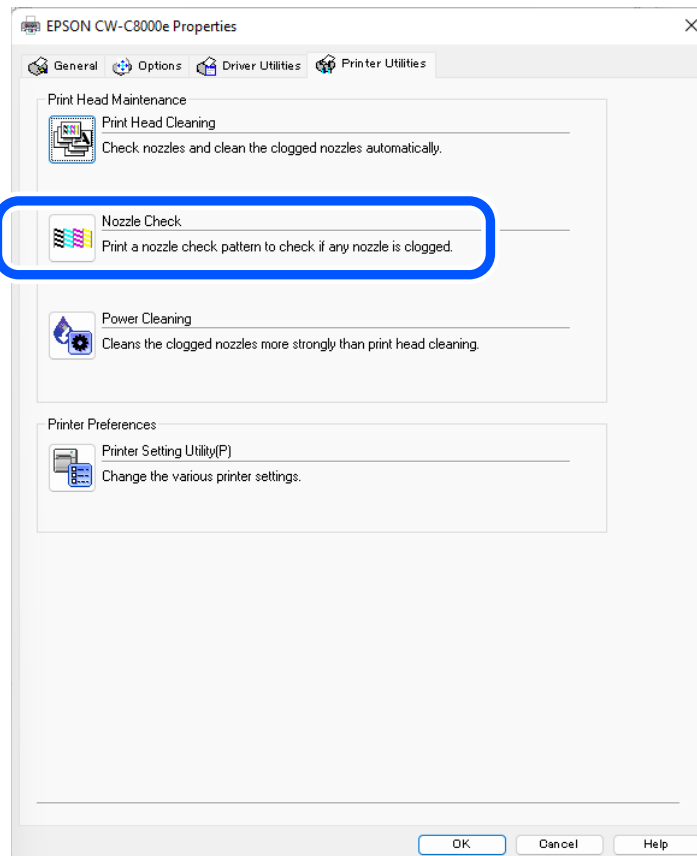 EPSON CW-C8000e Properties
General Options Driver Utilities Printer Utilities
Print Head Maintenance
Print Head Cleaning
Check nozzles and clean the clogged nozzles automatically.
Nozzle Check
Print a nozzle check pattern to check if any nozzle is clogged.
Power Cleaning
Cleans the clogged nozzles more strongly than print head cleaning.
Printer Preferences
Printer Setting Utility(P)
Change the various printer settings.
OK Cancel Help